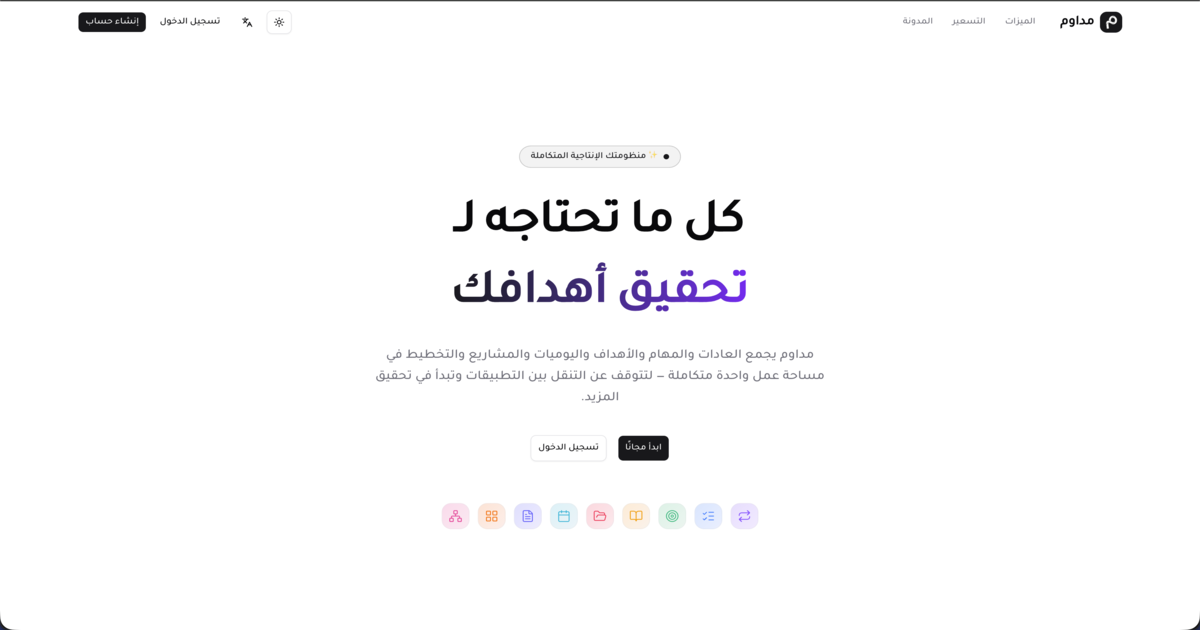 مداوم
الميزات
التسعير
المدونة
تسجيل الدخول
إنشاء حساب
✨ منظومتك الإنتاجية المتكاملة
كل ما تحتاجه لـ
تحقيق أهدافك
مداوم يجمع العادات والمهام والأهداف واليوميات والمشاريع والتخطيط في
مساحة عمل واحدة متكاملة — لتتوقف عن التنقل بين التطبيقات وتبدأ في تحقيق
المزيد.
ابدأ مجانًا
تسجيل الدخول